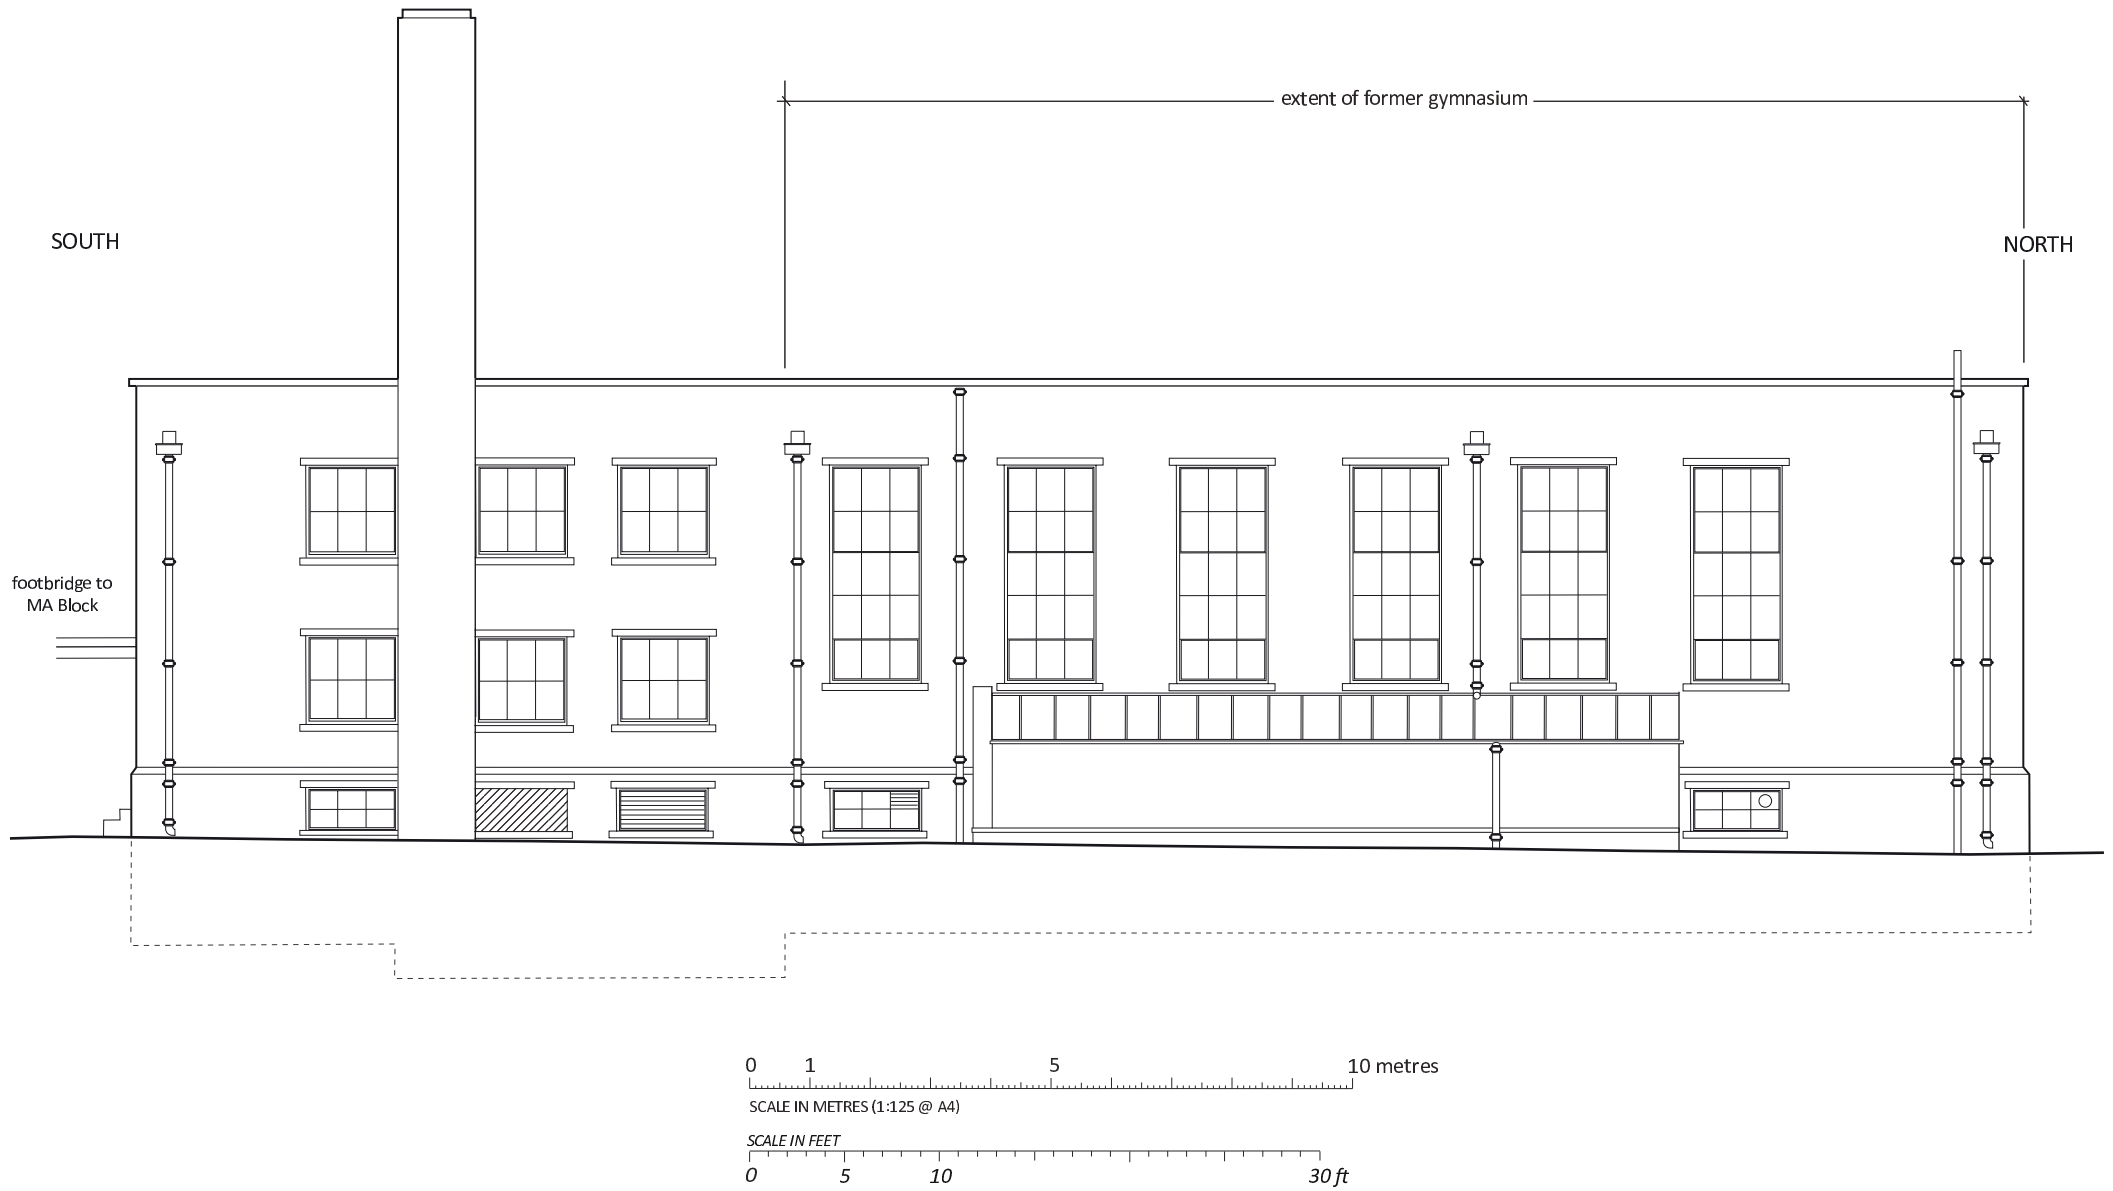 extent of former gymnasium
SOUTH
NORTH
footbridge to
MA Block
0 1 5 10 metres
SCALE IN METRES (1:125 @ A4)
SCALE IN FEET
0 5 10 30 ft